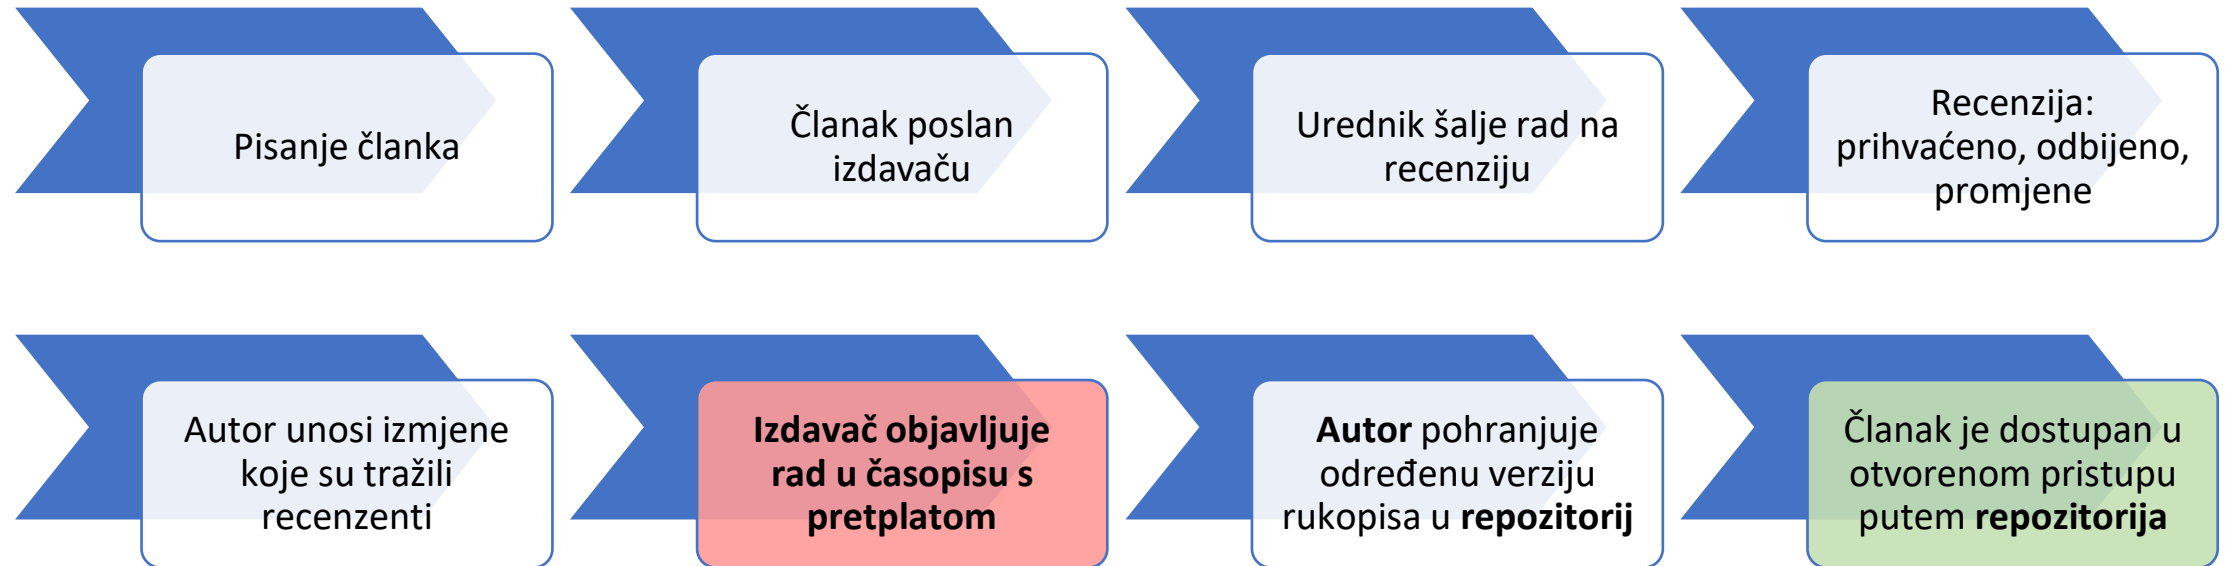 Pisanje članka
Članak poslan
izdavaču
Urednik šalje rad na
recenziju
Recenzija:
prihvaćeno, odbijeno,
promjene
Autor unosi izmjene
koje su tražili
recenzenti
Izdavač objavljuje
rad u časopisu s
pretplatom
Autor pohranjuje
određenu verziju
rukopisa u repozitorij
Članak je dostupan u
otvorenom pristupu
putem repozitorija